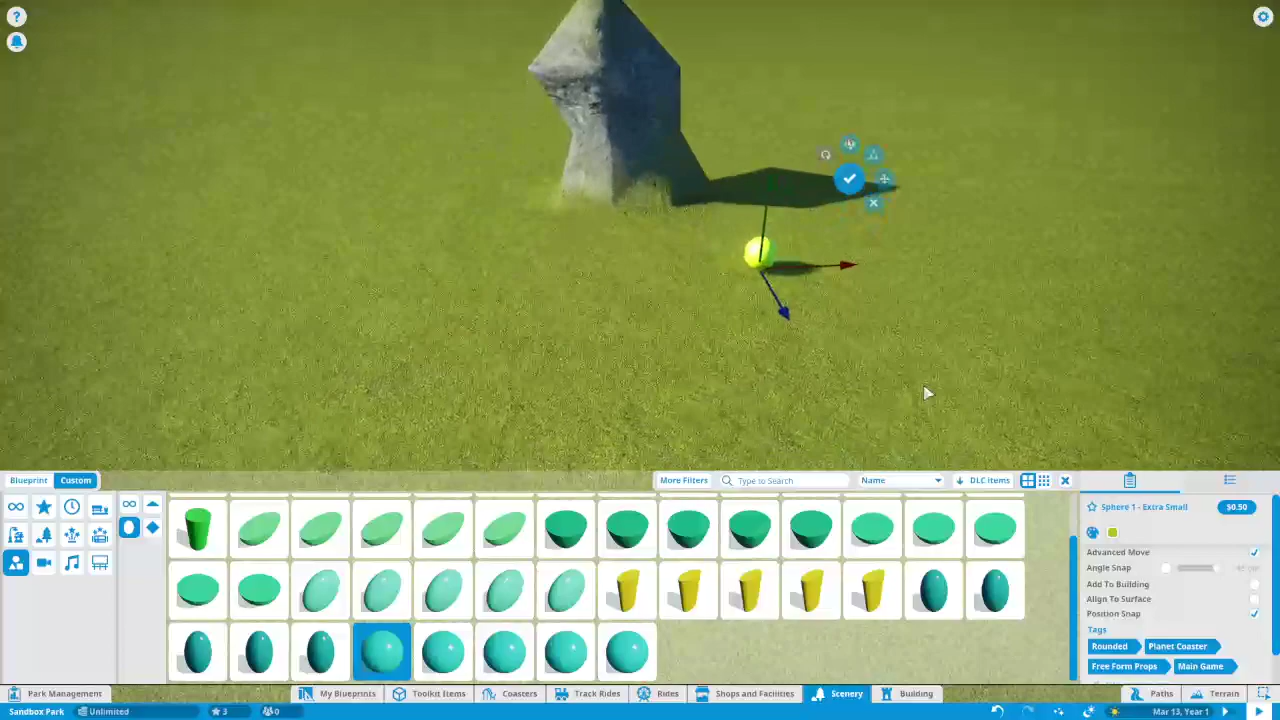 ?
Blueprint
Custom
More Filters
Type to Search
Name
DLC Items
Sphere 1 - Extra Small
$0.50
Advanced Move
Angle Snap
Add To Building
Align To Surface
Position Snap
Tags
Rounded
Planet Coaster
Free Form Props
Main Game
Park Management
My Blueprints
Toolkit Items
Coasters
Track Rides
Rides
Shops and Facilities
Scenery
Building
Paths
Terrain
Sandbox Park
Unlimited
3
0
Mar 13, Year 1